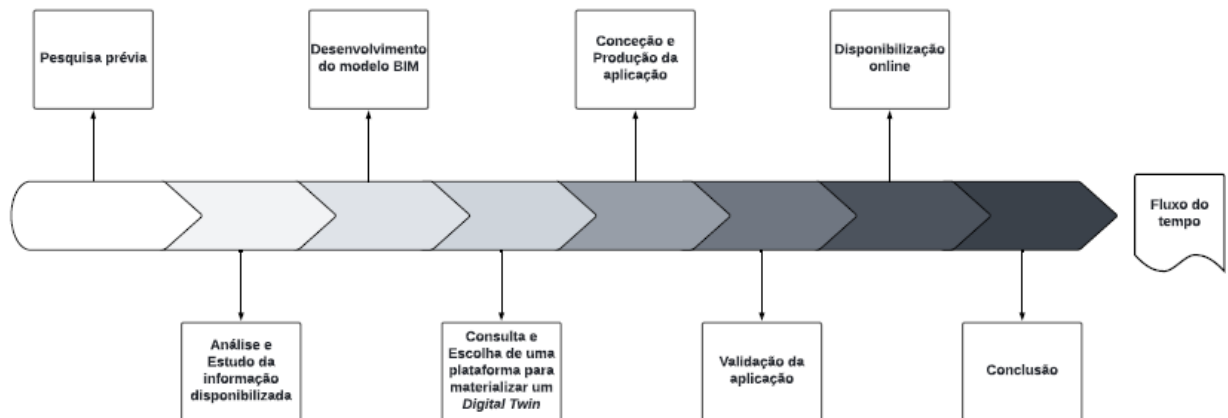 Pesquisa prévia
Desenvolvimento
do modelo BIM
Conceção e
Produção da
aplicação
Disponibilização
online
Fluxo do
tempo
Análise e
Estudo da
informação
disponibilizada
Consulta e
Escolha de uma
plataforma para
materializar um
Digital Twin
Validação da
aplicação
Conclusão